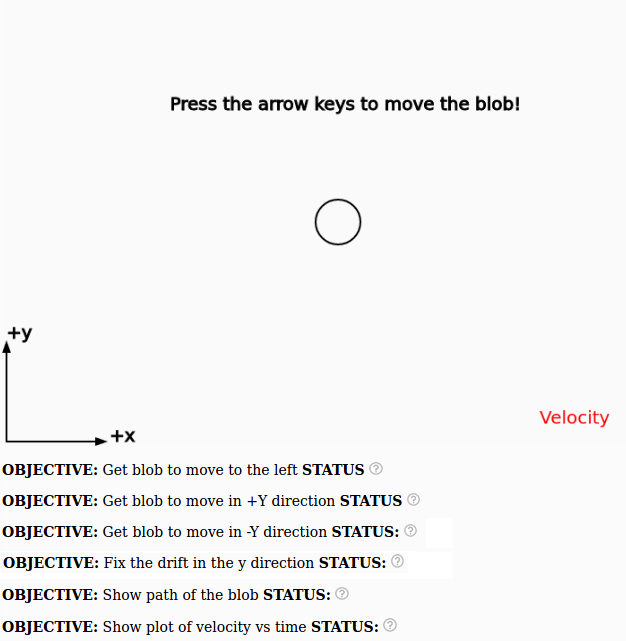 Press the arrow keys to move the blob!
+y
+x
Velocity
OBJECTIVE: Get blob to move to the left STATUS ?
OBJECTIVE: Get blob to move in +Y direction STATUS ?
OBJECTIVE: Get blob to move in -Y direction STATUS: ?
OBJECTIVE: Fix the drift in the y direction STATUS: ?
OBJECTIVE: Show path of the blob STATUS: ?
OBJECTIVE: Show plot of velocity vs time STATUS: ?